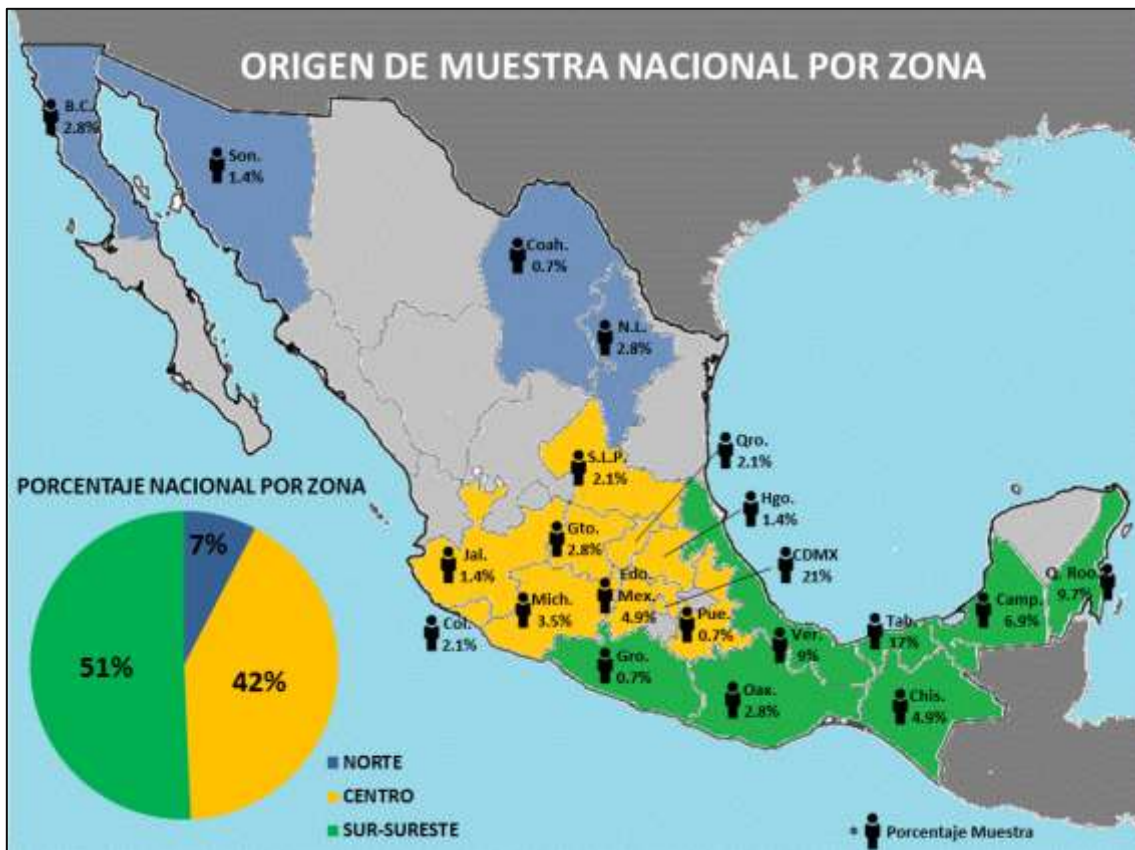 ORIGEN DE MUESTRA NACIONAL POR ZONA
B.C.
2.8%
Son.
1.4%
Coah.
0.7%
N.L.
2.8%
S.L.P.
2.1%
Qro.
2.1%
Hgo.
1.4%
CDMX
21%
Gto.
2.8%
Jal.
1.4%
Edo.
Mex.
4.9%
Mich.
3.5%
Col.
2.1%
Pue.
0.7%
Gro.
0.7%
Ver.
9%
Oax.
2.8%
Tab.
17%
Chis.
4.9%
Camp.
6.9%
Q. Roo.
9.7%
PORCENTAJE NACIONAL POR ZONA
7%
51%
42%
NORTE
CENTRO
SUR-SURESTE
* Porcentaje Muestra